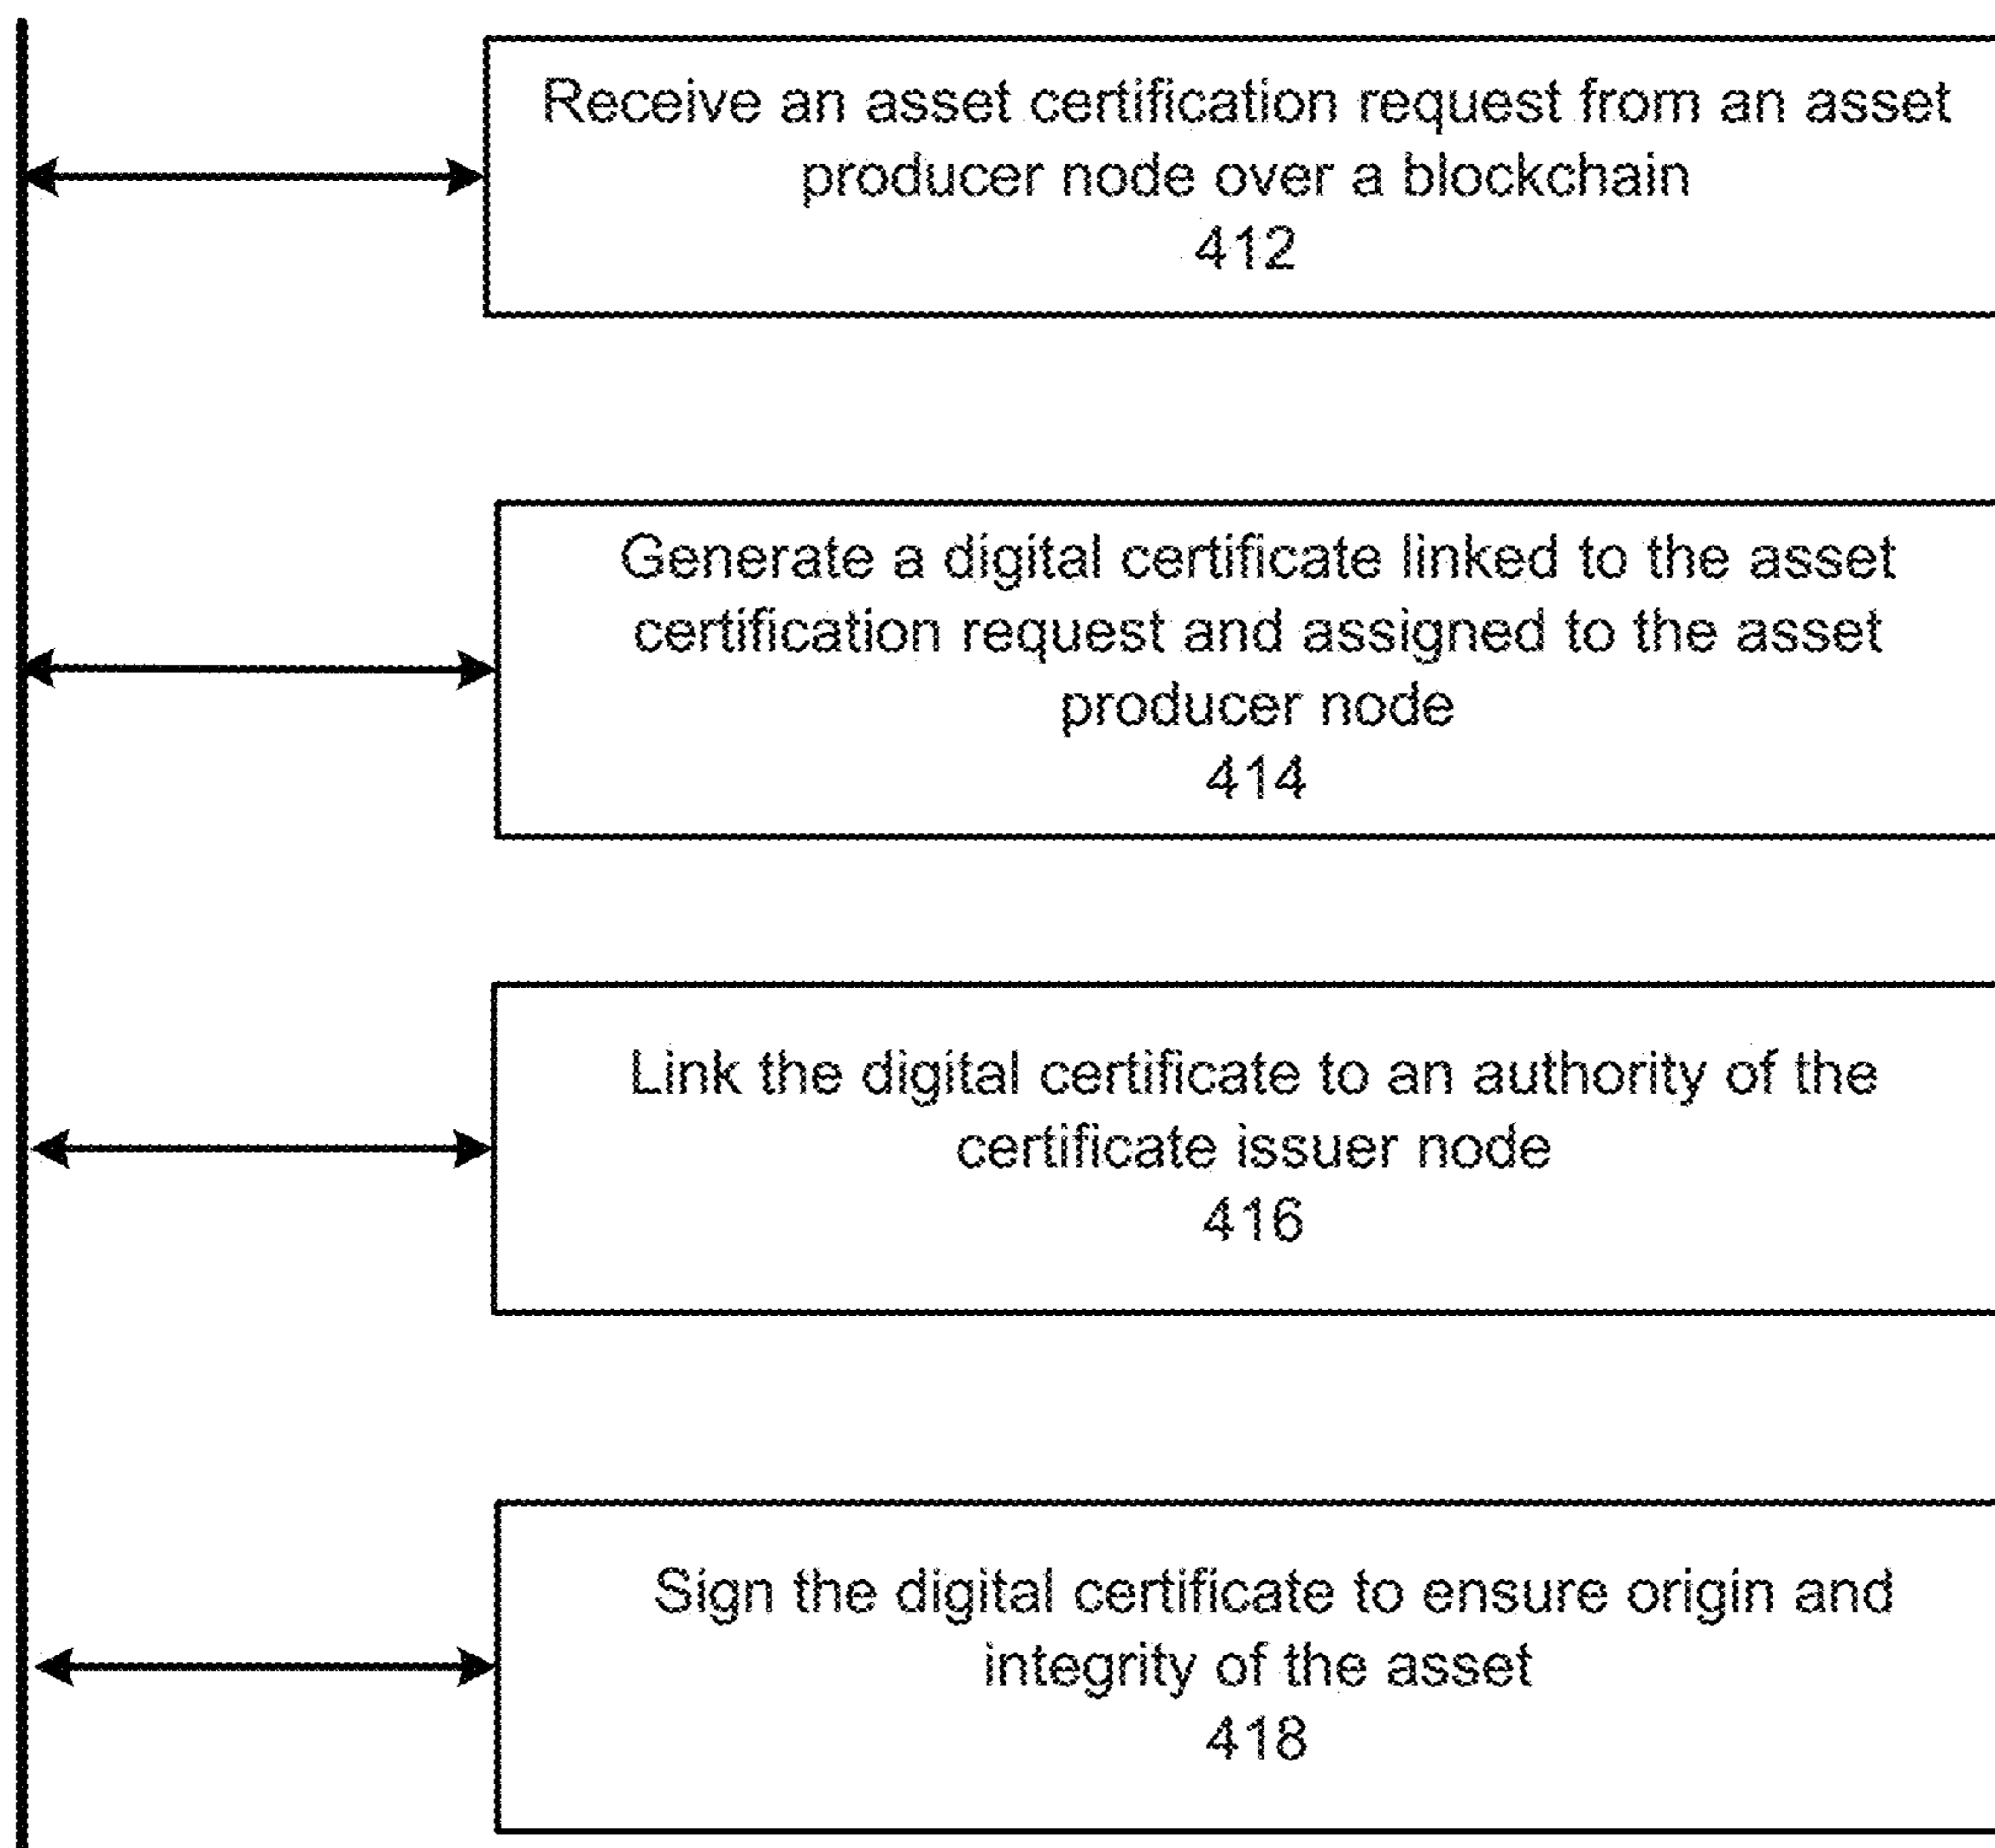 Receive an asset certification request from an asset
producer node over a blockchain
412
Generate a digital certificate linked to the asset
certification request and assigned to the asset
producer node
414
Link the digital certificate to an authority of the
certificate issuer node
416
Sign the digital certificate to ensure origin and
integrity of the asset
418